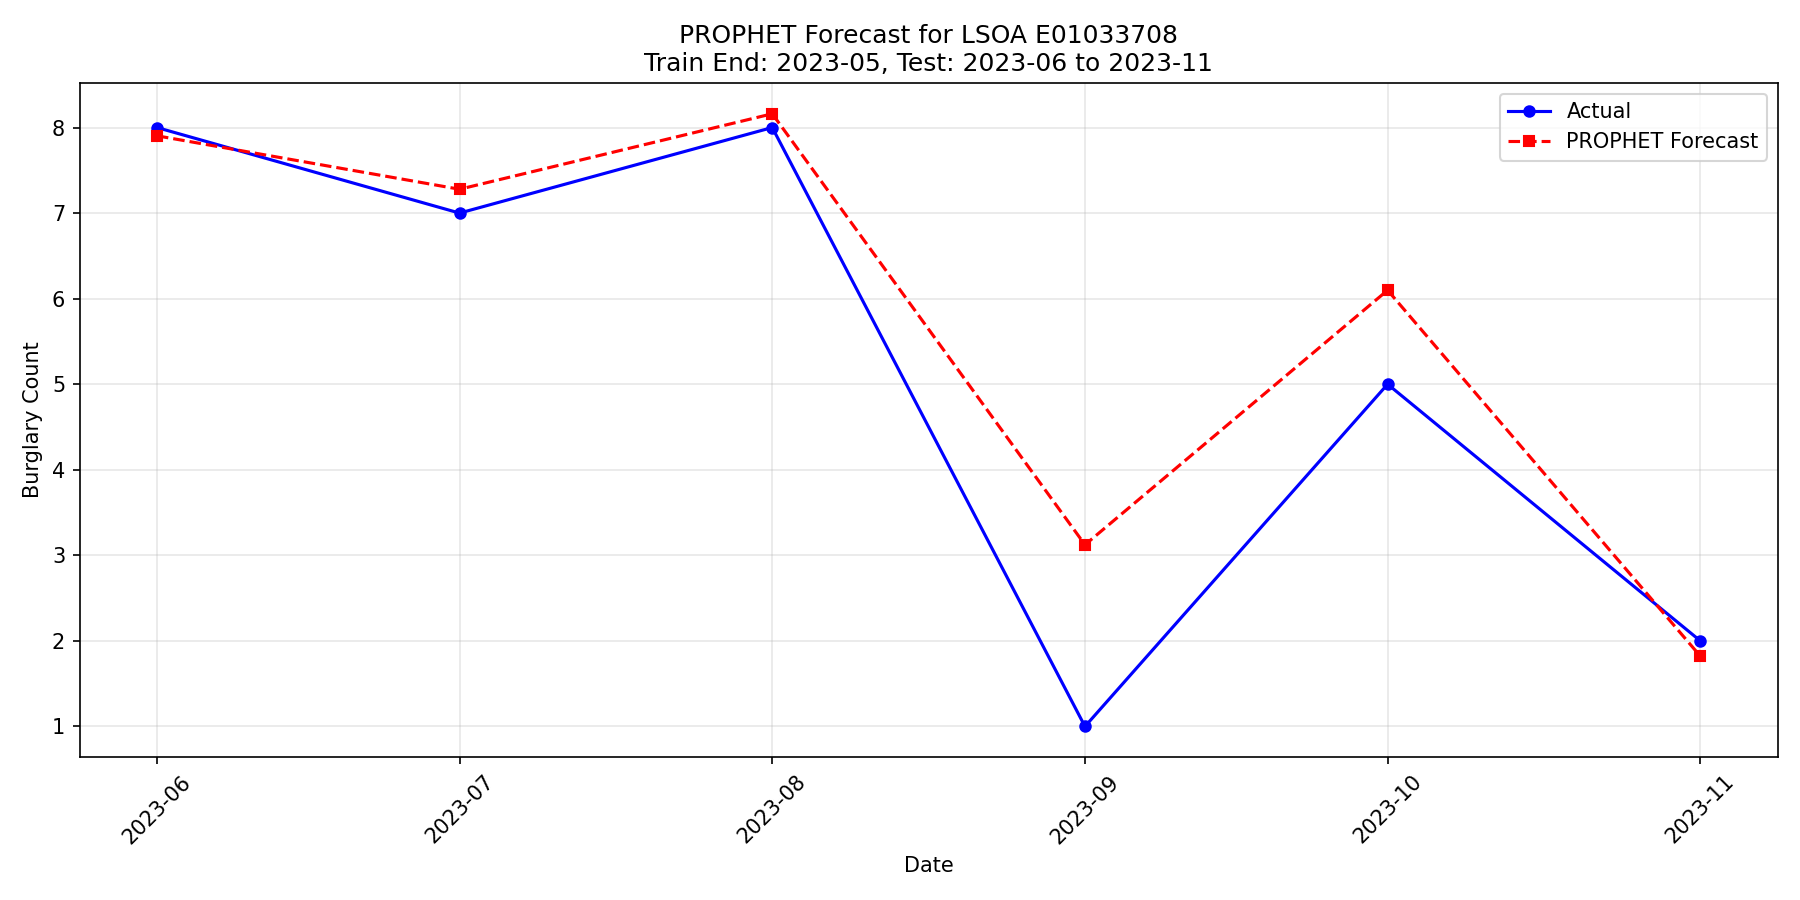 PROPHET Forecast for LSOA E01033708
Train End: 2023-05, Test: 2023-06 to 2023-11
Actual
PROPHET Forecast
Burglary Count
8
7
6
5
4
3
2
1
2023-06
2023-07
2023-08
2023-09
2023-10
2023-11
Date